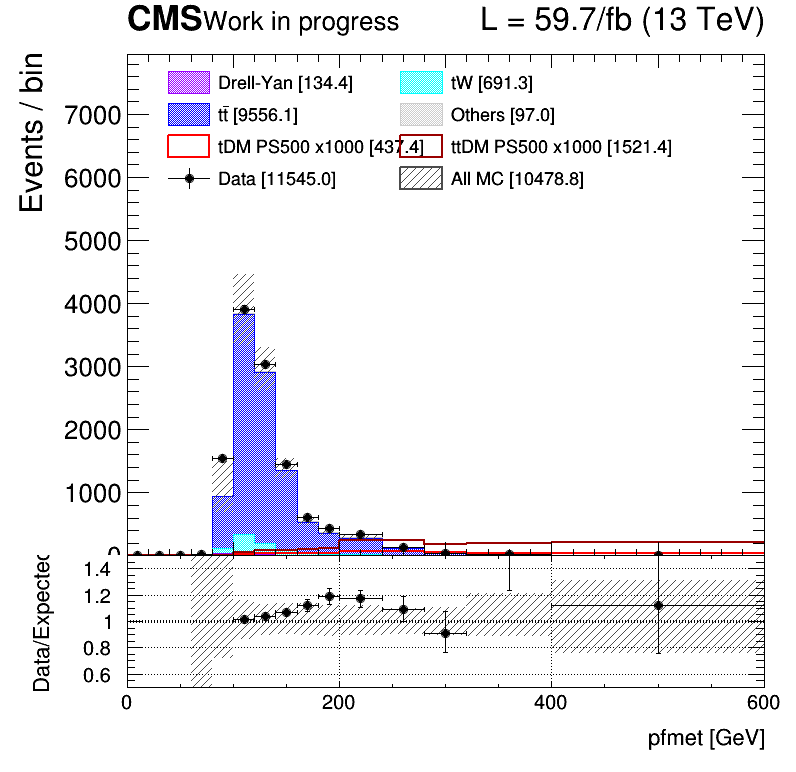 CMS Work in progress L = 59.7/fb (13 TeV)
Events / bin
Drell-Yan [134.4] tW [691.3]
tt̄ [9556.1] Others [97.0]
tDM PS500 x1000 [437.4] ttDM PS500 x1000 [1521.4]
Data [11545.0] All MC [10478.8]
7000
6000
5000
4000
3000
2000
1000
0
Data/Expected
1.4
1.2
1
0.8
0.6
0 200 400 600
pfmet [GeV]